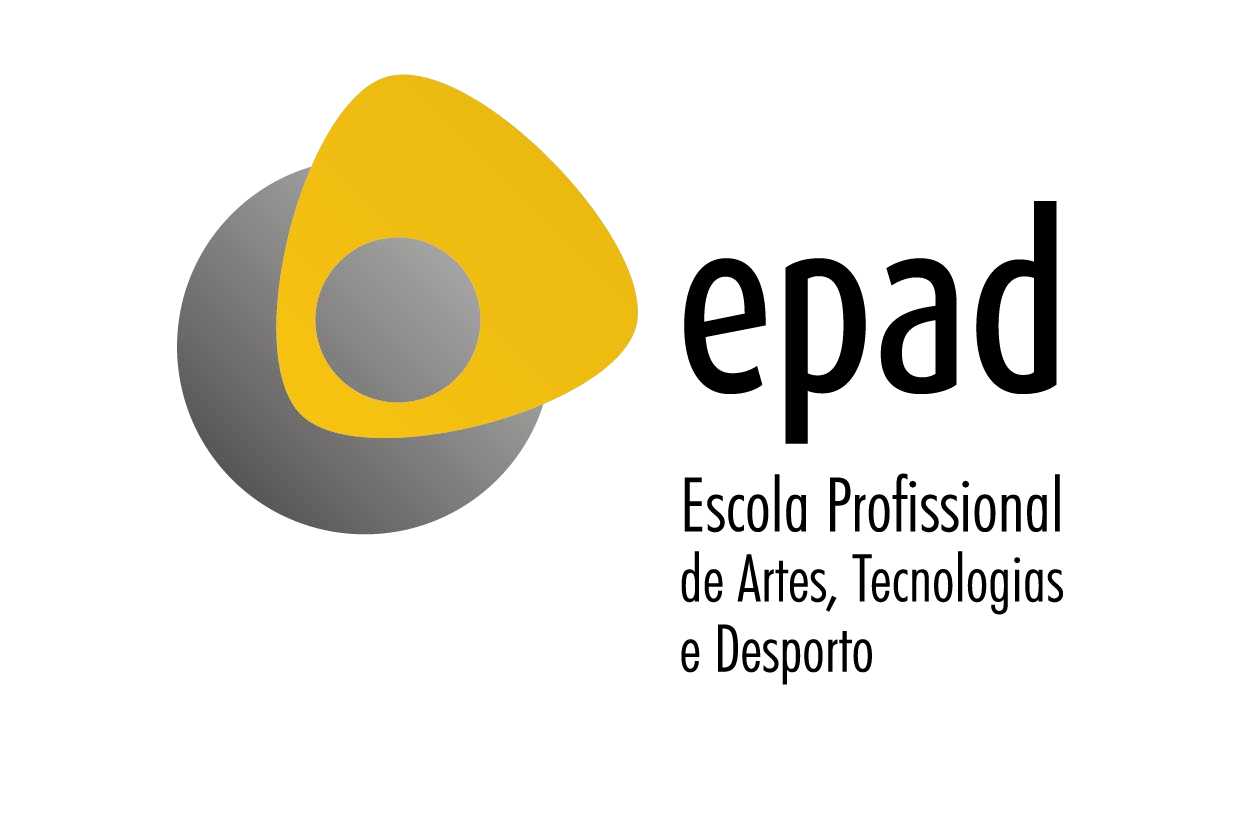 epad
Escola Profissional
de Artes, Tecnologias
e Desporto